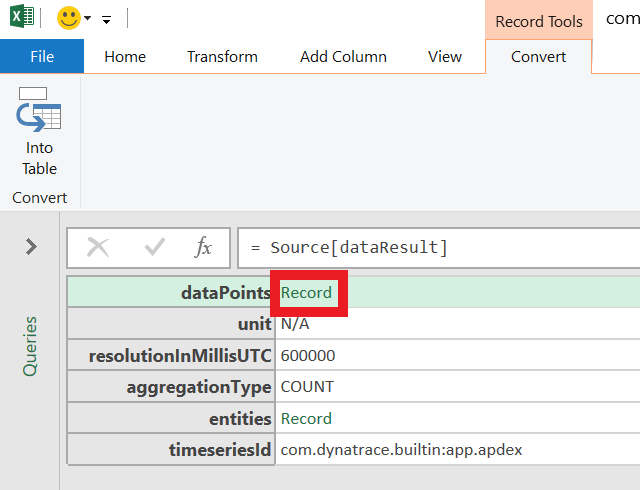 Record Tools com
File Home Transform Add Column View Convert
Into
Table
Convert
fx = Source[dataResult]
Queries
dataPoints Record
unit N/A
resolutionInMillisUTC 600000
aggregationType COUNT
entities Record
timeseriesId com.dynatrace.builtin:app.apdex